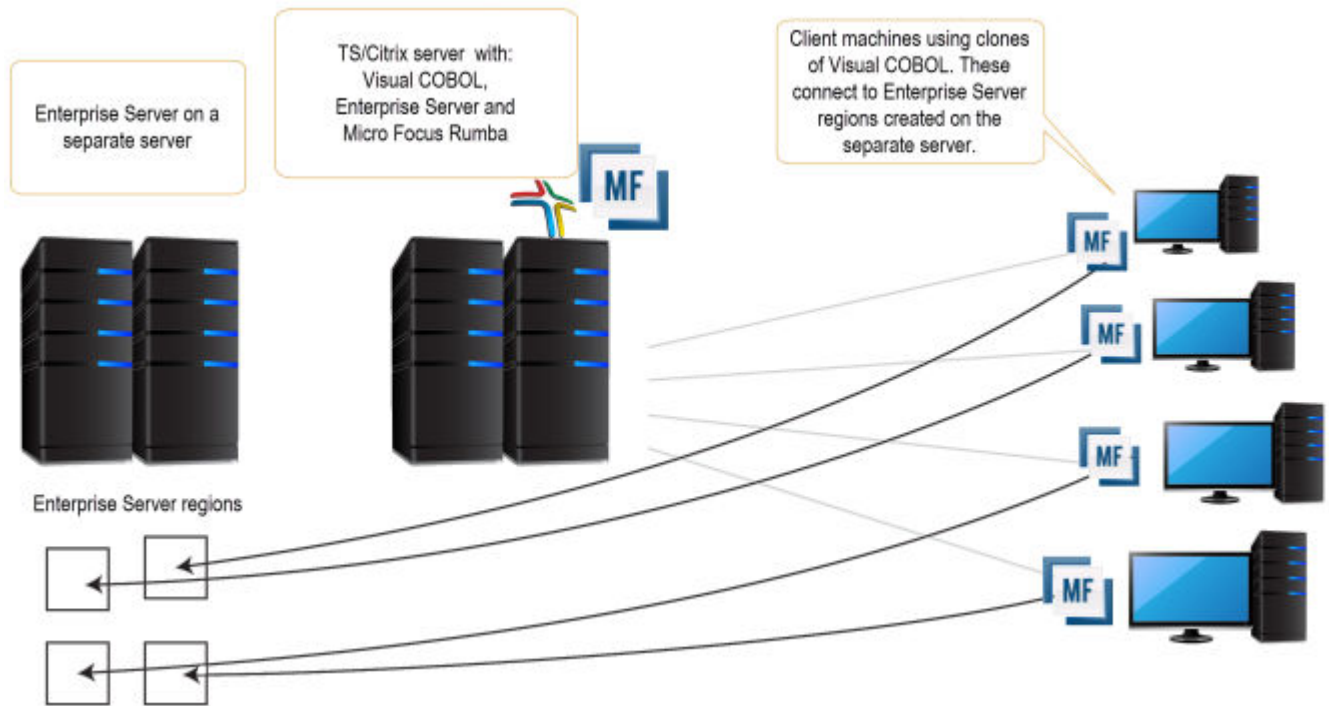 Enterprise Server on a
separate server
TS/Citrix server with:
Visual COBOL,
Enterprise Server and
Micro Focus Rumba
Client machines using clones
of Visual COBOL. These
connect to Enterprise Server
regions created on the
separate server.
MF
MF
MF
MF
MF
Enterprise Server regions